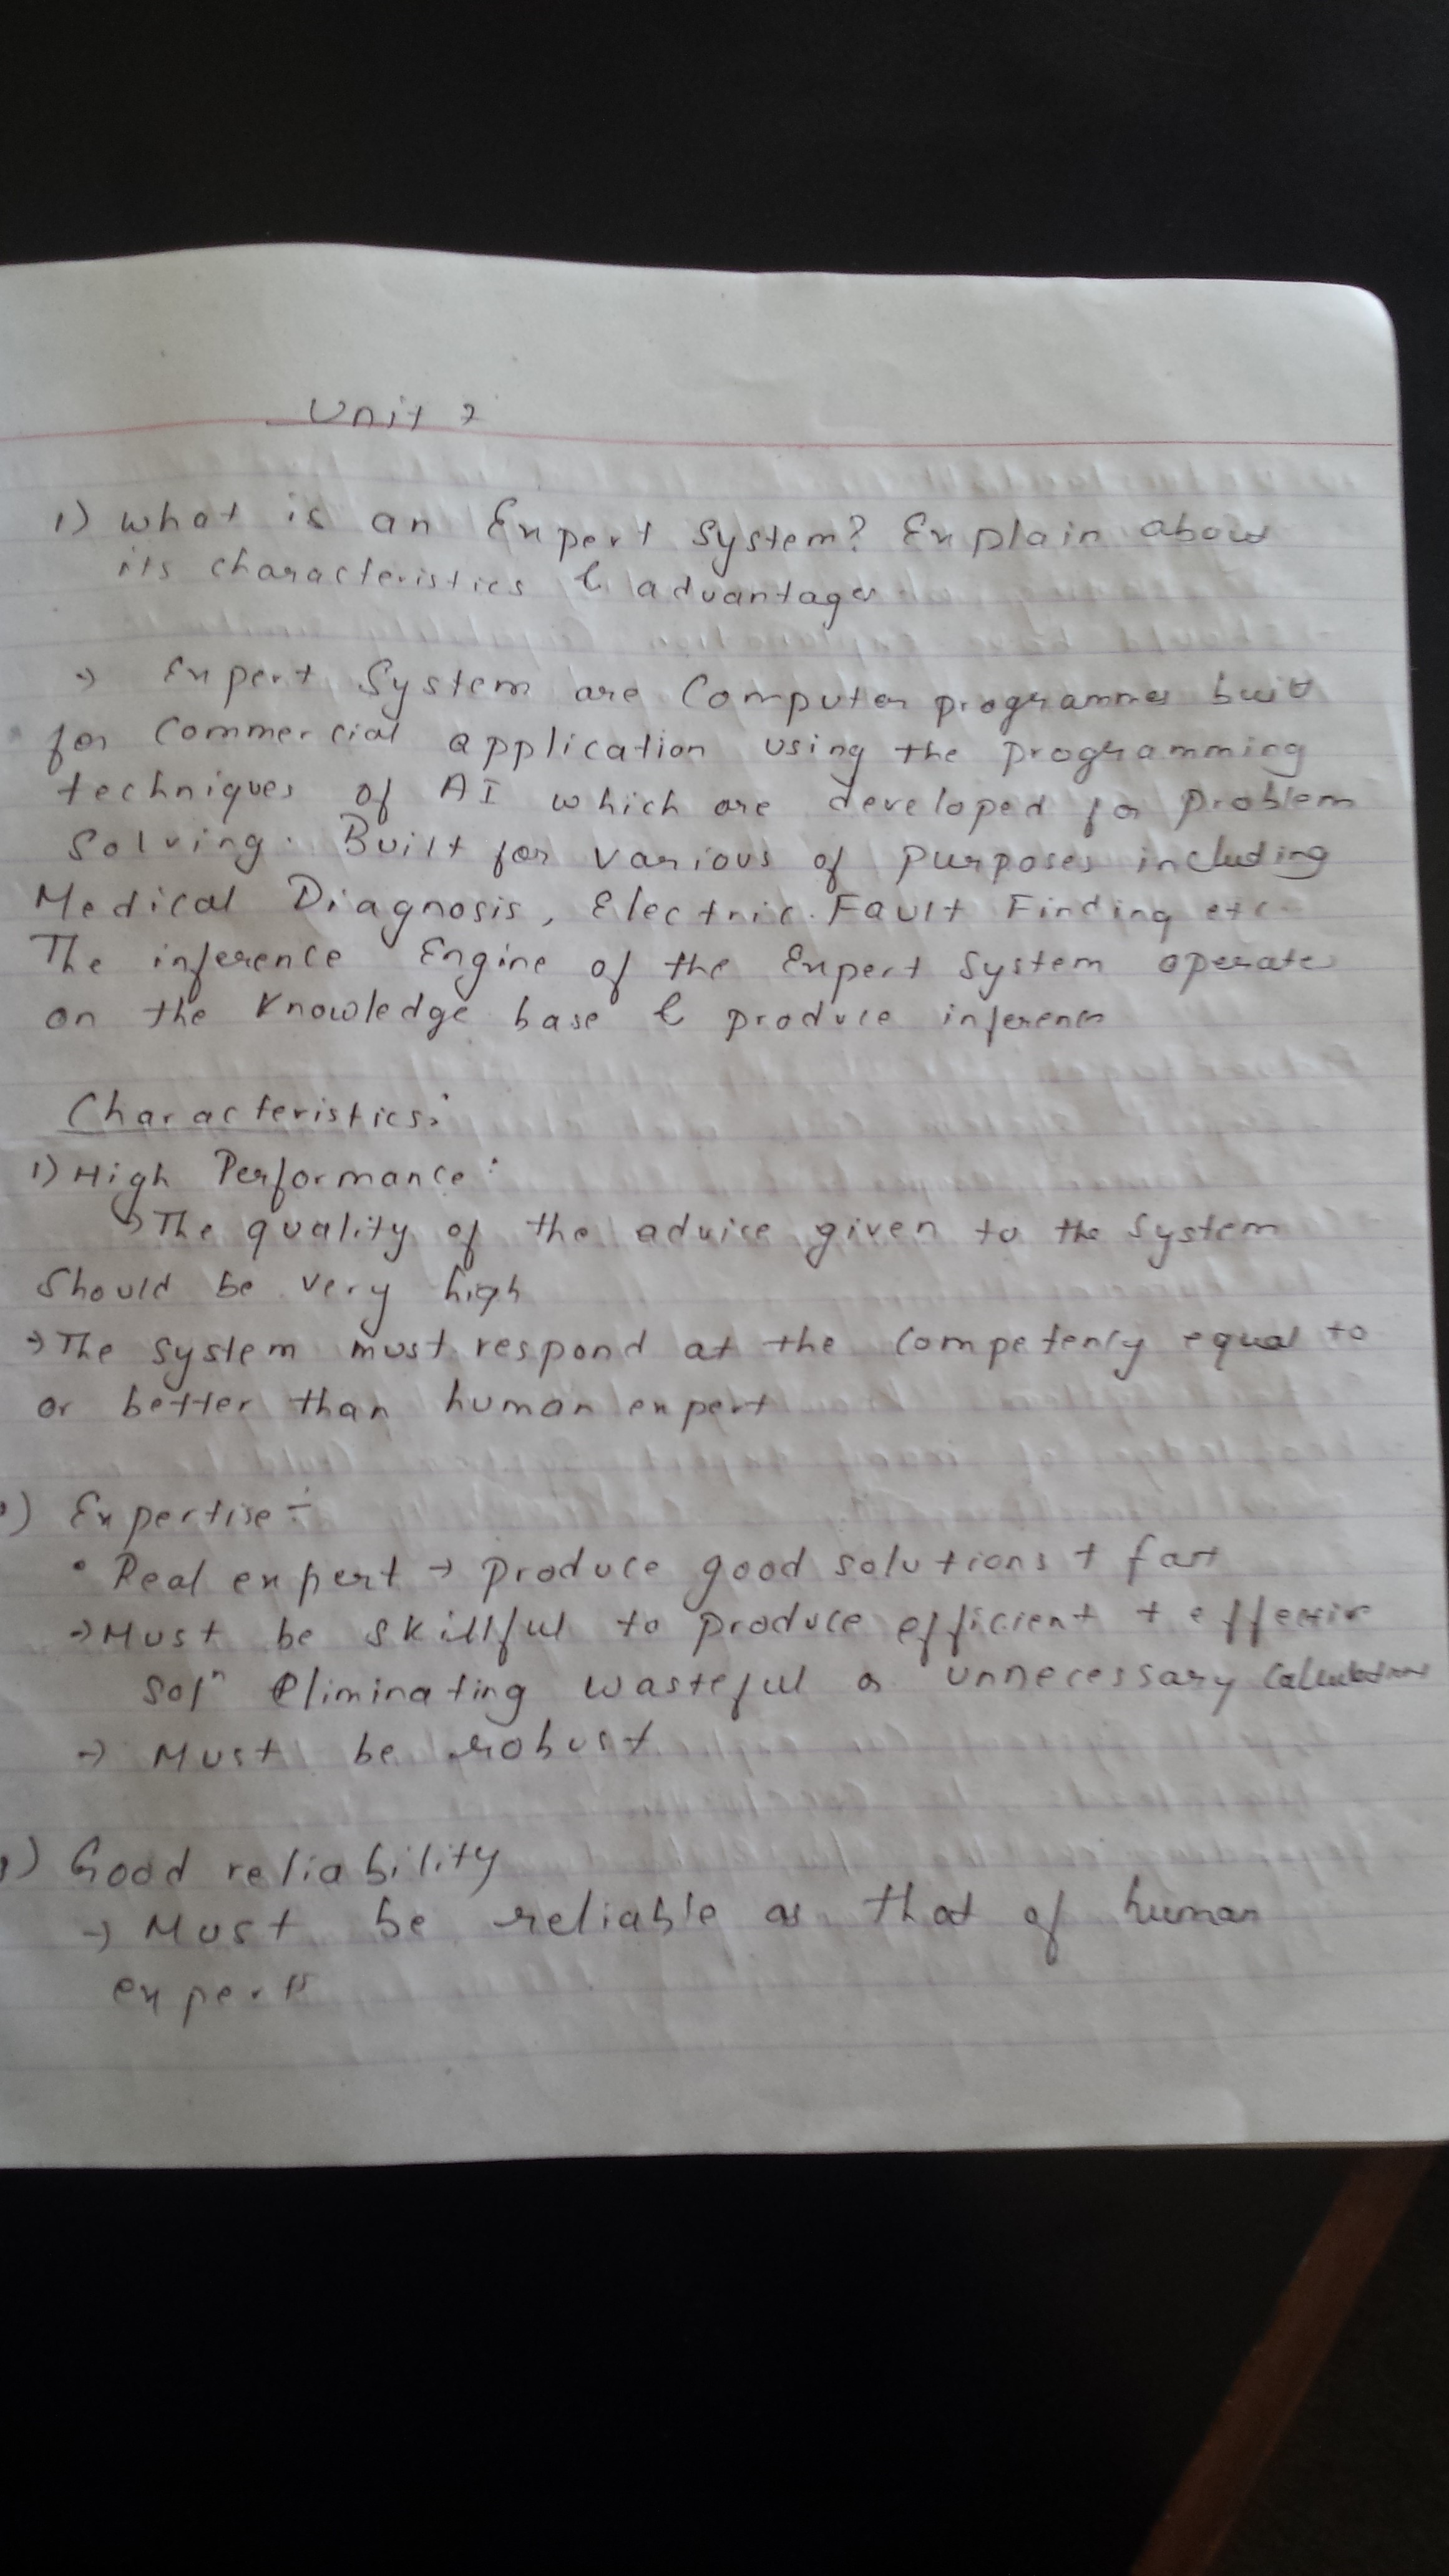 Unit 7
1) What is an Expert System? Explain about
its characteristics & advantages
→ Expert System are Computer programmes built
for Commercial application using the programming
techniques of AI which are developed for problem
Solving. Built for various of purposes including
Medical Diagnosis, Electric Fault Finding etc.
The inference Engine of the Expert System operates
on the Knowledge base & produce inferences
Characteristics:
1) High Performance:
→ The quality of the advice given to the System
Should be very high
→ The System must respond at the Competency equal to
or better than human expert
) Expertise:-
• Real expert → produce good solutions + fast
→ Must be skillful to produce efficient + effective
solⁿ eliminating wasteful or unnecessary Calculations
→ Must be robust
) Good reliability
→ Must be reliable as that of human
experts